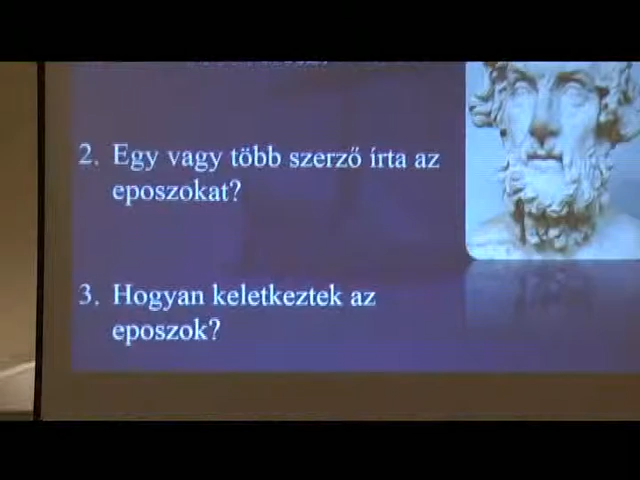 2. Egy vagy több szerző írta az
eposzokat?
3. Hogyan keletkeztek az
eposzok?